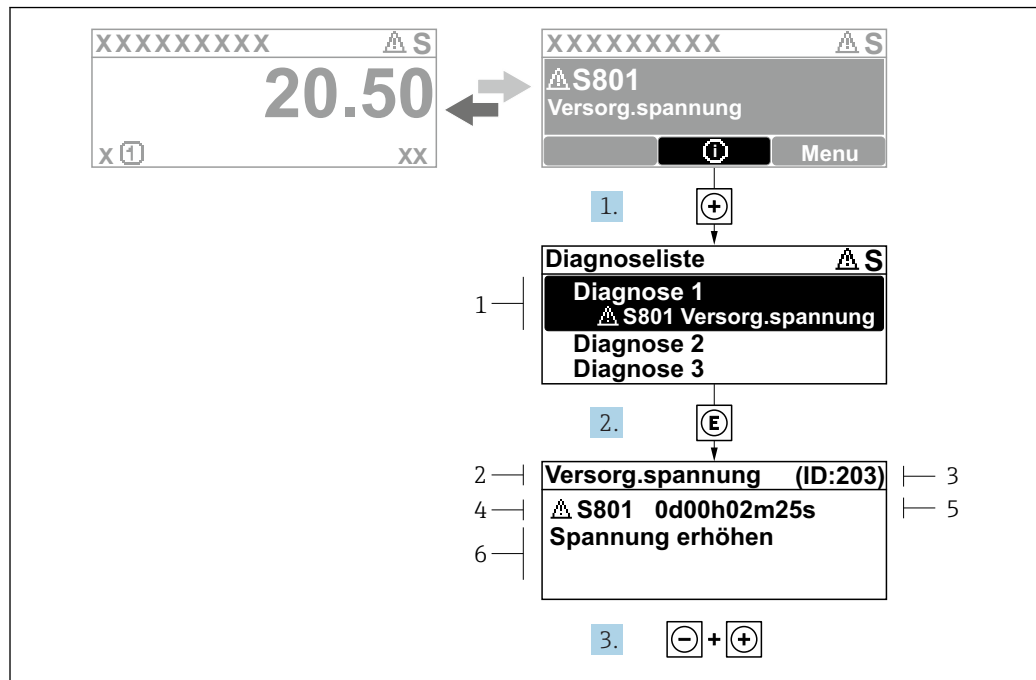 XXXXXXXXX ⚠ S
20.50
X ① XX
XXXXXXXXX ⚠ S
⚠ S801
Versorg.spannung
ⓘ Menu
1. ⊕
Diagnoseliste ⚠ S
1
Diagnose 1
⚠ S801 Versorg.spannung
Diagnose 2
Diagnose 3
2. Ⓔ
2 Versorg.spannung (ID:203) 3
4 ⚠ S801 0d00h02m25s 5
6 Spannung erhöhen
3. ⊖ + ⊕